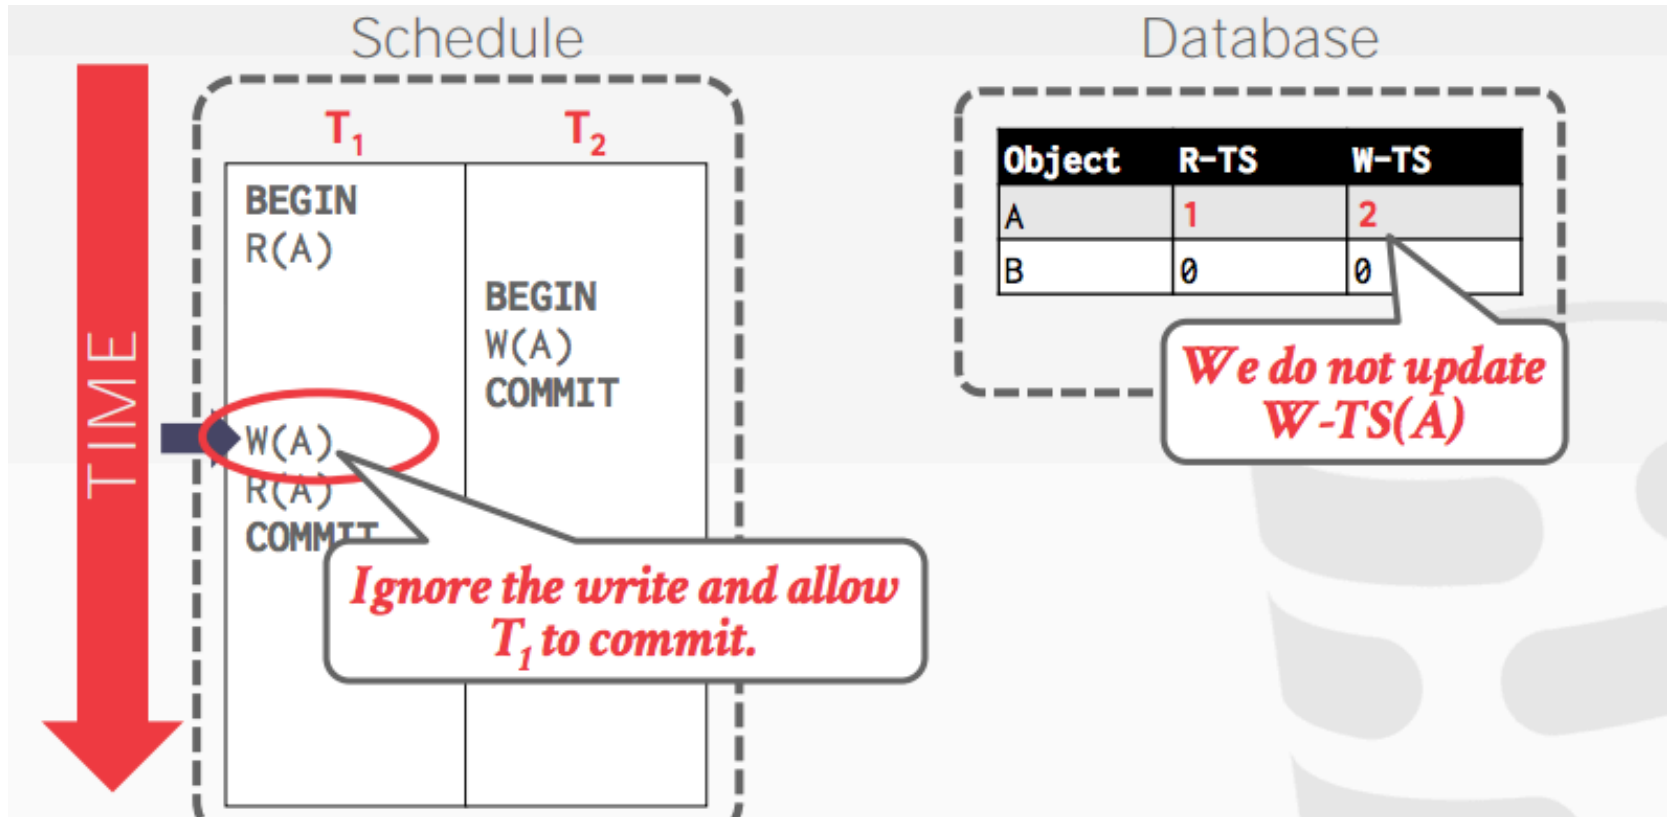 Schedule
Database
TIME
T₁ T₂
BEGIN
R(A)
BEGIN
W(A)
COMMIT
W(A)
R(A)
COMMIT
Ignore the write and allow
T₁ to commit.
Object R-TS W-TS
A 1 2
B 0 0
We do not update
W-TS(A)